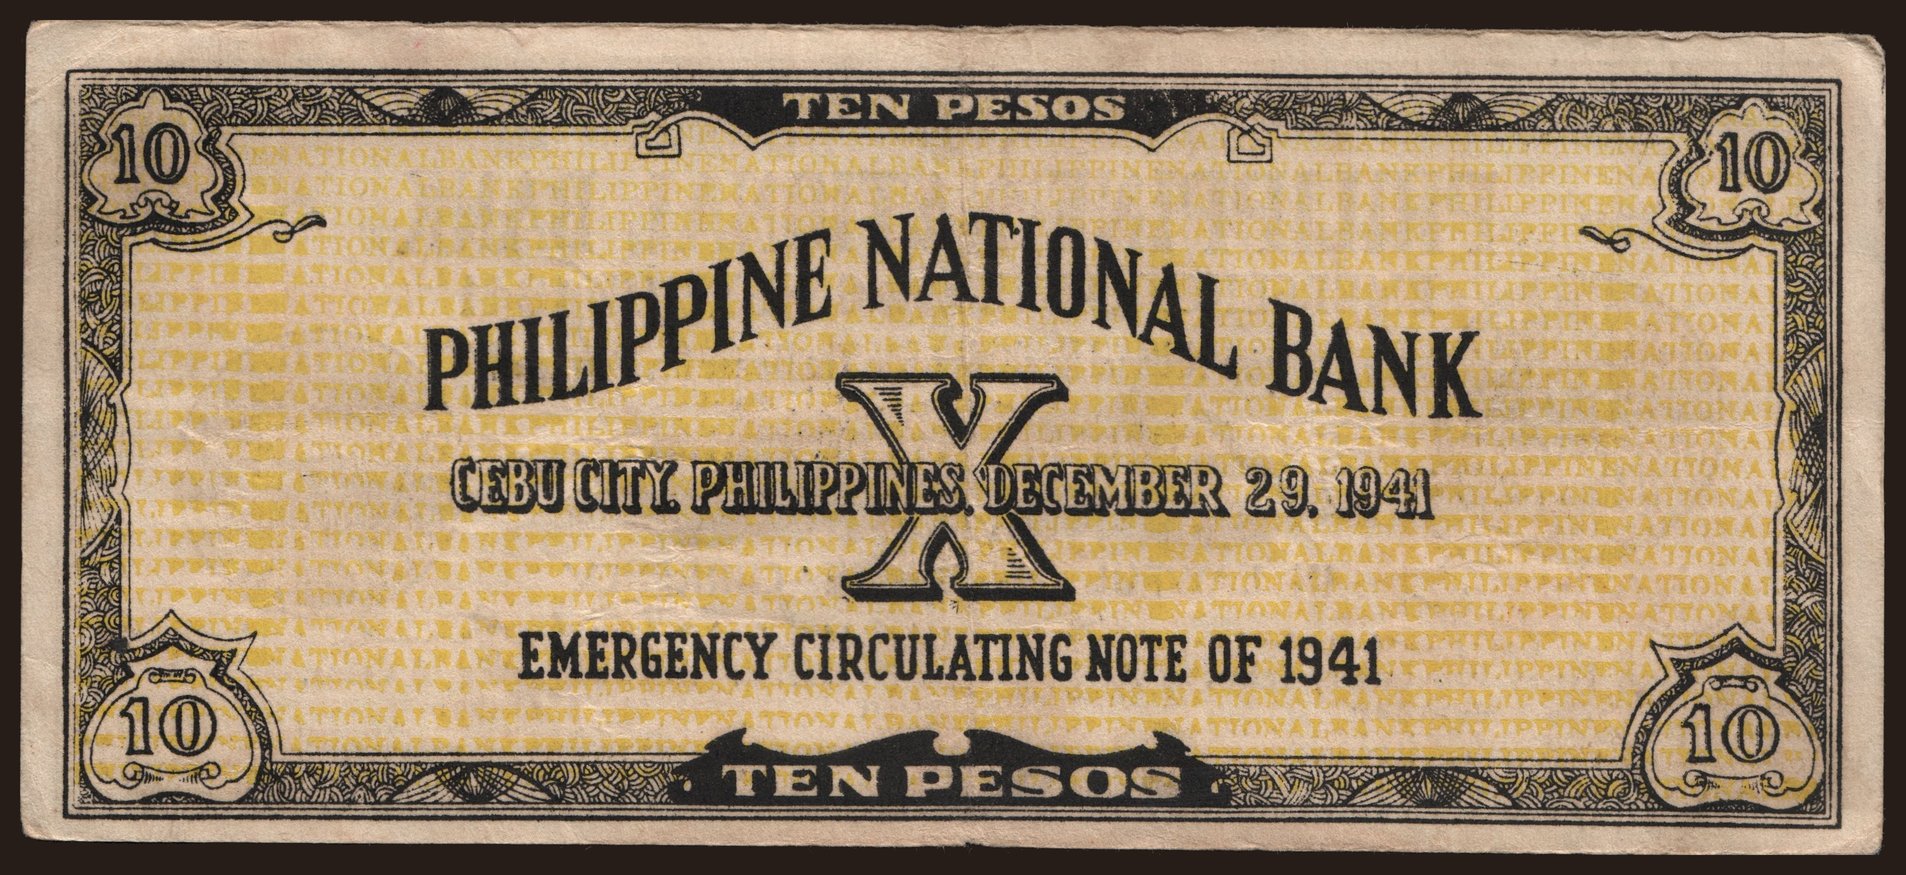 TEN PESOS
10 10
PHILIPPINE NATIONAL BANK
X
CEBU CITY, PHILIPPINES, DECEMBER 29, 1941
EMERGENCY CIRCULATING NOTE OF 1941
10 10
TEN PESOS